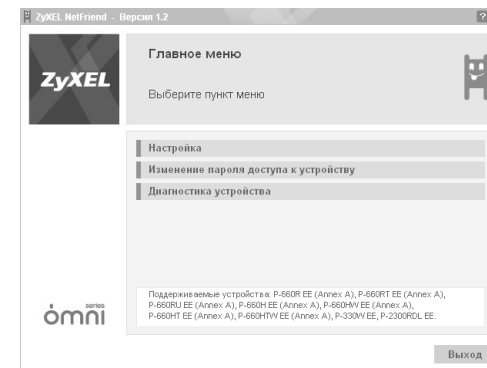 ZyXEL NetFriend - Версия 1.2
?
ZyXEL
Главное меню
Выберите пункт меню
Настройка
Изменение пароля доступа к устройству
Диагностика устройства
Поддерживаемые устройства: P-660R EE (Annex A), P-660RT EE (Annex A),
P-660RU EE (Annex A), P-660H EE (Annex A), P-660HW EE (Annex A),
P-660HT EE (Annex A), P-660HTW EE (Annex A), P-330W EE, P-2300RDL EE.
series
omni
Выход